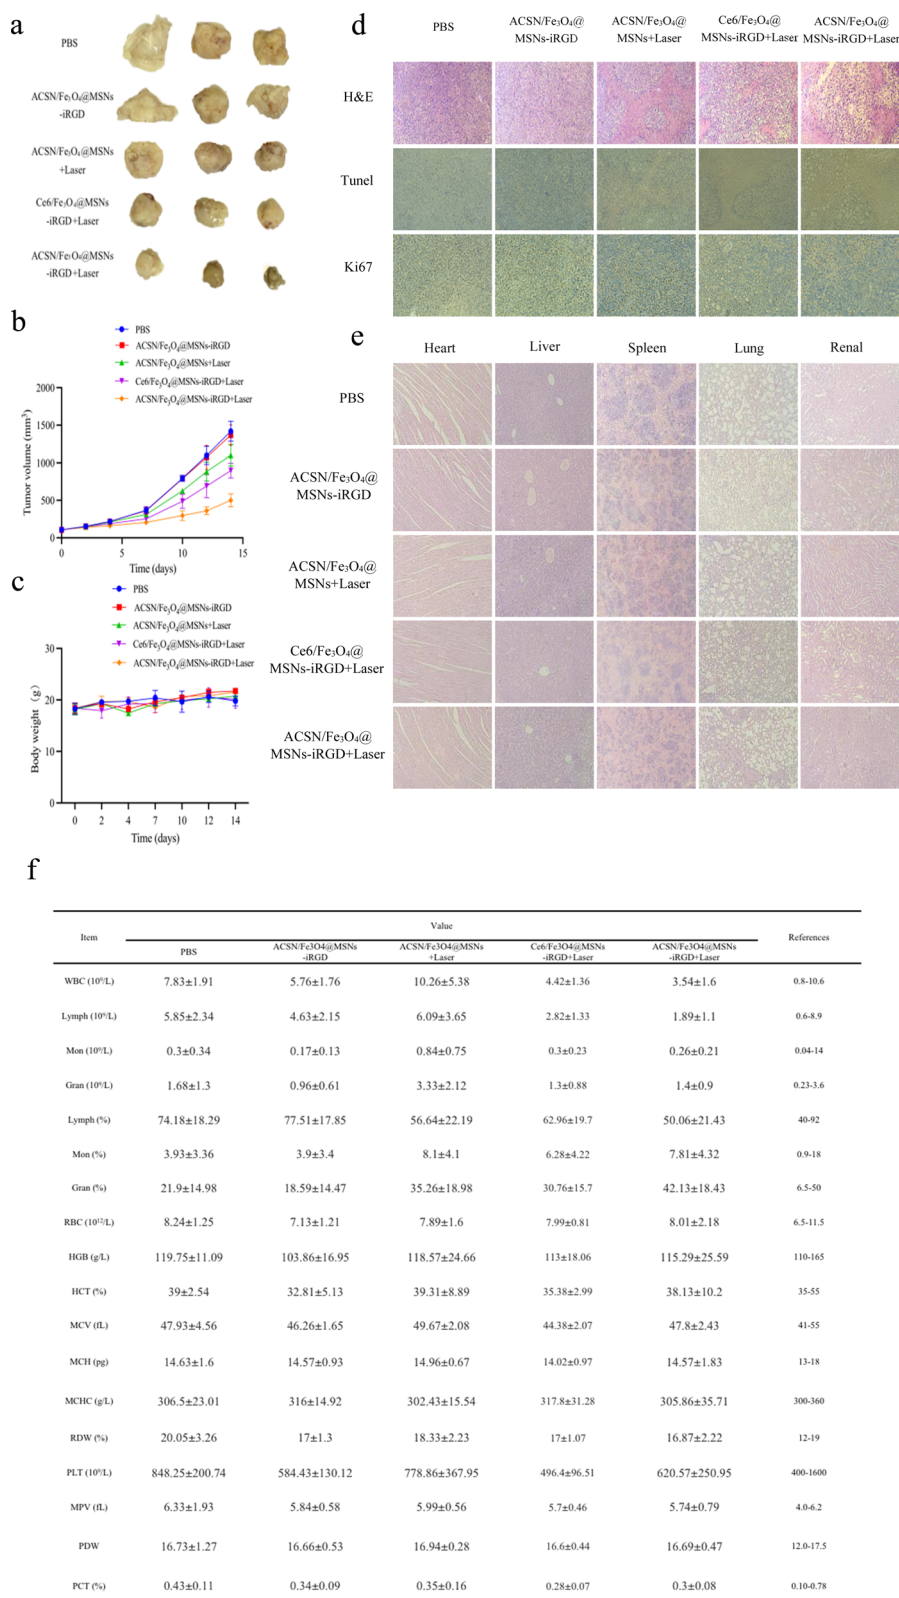 a
PBS
ACSN/Fe₃O₄@MSNs
-iRGD
ACSN/Fe₃O₄@MSNs
+Laser
Ce6/Fe₃O₄@MSNs
-iRGD+Laser
ACSN/Fe₃O₄@MSNs
-iRGD+Laser
b
PBS
ACSN/Fe₃O₄@MSNs-iRGD
ACSN/Fe₃O₄@MSNs+Laser
Ce6/Fe₃O₄@MSNs-iRGD+Laser
ACSN/Fe₃O₄@MSNs-iRGD+Laser
Tumor volume (mm³)
2000
1500
1000
500
0
0 5 10 15
Time (days)
c
PBS
ACSN/Fe₃O₄@MSNs-iRGD
ACSN/Fe₃O₄@MSNs+Laser
Ce6/Fe₃O₄@MSNs-iRGD+Laser
ACSN/Fe₃O₄@MSNs-iRGD+Laser
Body weight（g）
30
20
10
0
0 2 4 7 10 12 14
Time (days)
d
PBS
ACSN/Fe₃O₄@
MSNs-iRGD
ACSN/Fe₃O₄@
MSNs+Laser
Ce6/Fe₃O₄@
MSNs-iRGD+Laser
ACSN/Fe₃O₄@
MSNs-iRGD+Laser
H&E
Tunel
Ki67
e
Heart Liver Spleen Lung Renal
PBS
ACSN/Fe₃O₄@
MSNs-iRGD
ACSN/Fe₃O₄@
MSNs+Laser
Ce6/Fe₃O₄@
MSNs-iRGD+Laser
ACSN/Fe₃O₄@
MSNs-iRGD+Laser
f
Item Value References
PBS ACSN/Fe3O4@MSNs ACSN/Fe3O4@MSNs Ce6/Fe3O4@MSNs ACSN/Fe3O4@MSNs
-iRGD +Laser -iRGD+Laser -iRGD+Laser
WBC (10⁹/L) 7.83±1.91 5.76±1.76 10.26±5.38 4.42±1.36 3.54±1.6 0.8-10.6
Lymph (10⁹/L) 5.85±2.34 4.63±2.15 6.09±3.65 2.82±1.33 1.89±1.1 0.6-8.9
Mon (10⁹/L) 0.3±0.34 0.17±0.13 0.84±0.75 0.3±0.23 0.26±0.21 0.04-14
Gran (10⁹/L) 1.68±1.3 0.96±0.61 3.33±2.12 1.3±0.88 1.4±0.9 0.23-3.6
Lymph (%) 74.18±18.29 77.51±17.85 56.64±22.19 62.96±19.7 50.06±21.43 40-92
Mon (%) 3.93±3.36 3.9±3.4 8.1±4.1 6.28±4.22 7.81±4.32 0.9-18
Gran (%) 21.9±14.98 18.59±14.47 35.26±18.98 30.76±15.7 42.13±18.43 6.5-50
RBC (10¹²/L) 8.24±1.25 7.13±1.21 7.89±1.6 7.99±0.81 8.01±2.18 6.5-11.5
HGB (g/L) 119.75±11.09 103.86±16.95 118.57±24.66 113±18.06 115.29±25.59 110-165
HCT (%) 39±2.54 32.81±5.13 39.31±8.89 35.38±2.99 38.13±10.2 35-55
MCV (fL) 47.93±4.56 46.26±1.65 49.67±2.08 44.38±2.07 47.8±2.43 41-55
MCH (pg) 14.63±1.6 14.57±0.93 14.96±0.67 14.02±0.97 14.57±1.83 13-18
MCHC (g/L) 306.5±23.01 316±14.92 302.43±15.54 317.8±31.28 305.86±35.71 300-360
RDW (%) 20.05±3.26 17±1.3 18.33±2.23 17±1.07 16.87±2.22 12-19
PLT (10⁹/L) 848.25±200.74 584.43±130.12 778.86±367.95 496.4±96.51 620.57±250.95 400-1600
MPV (fL) 6.33±1.93 5.84±0.58 5.99±0.56 5.7±0.46 5.74±0.79 4.0-6.2
PDW 16.73±1.27 16.66±0.53 16.94±0.28 16.6±0.44 16.69±0.47 12.0-17.5
PCT (%) 0.43±0.11 0.34±0.09 0.35±0.16 0.28±0.07 0.3±0.08 0.10-0.78